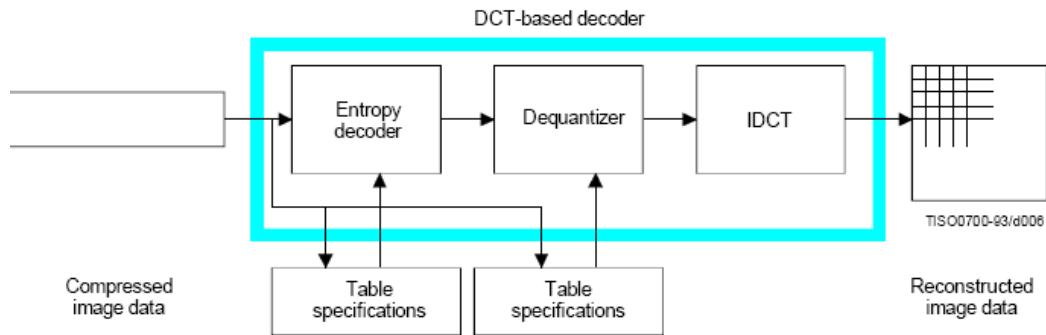 DCT-based decoder
Entropy
decoder
Dequantizer
IDCT
TISO0700-93/d006
Compressed
image data
Table
specifications
Table
specifications
Reconstructed
image data